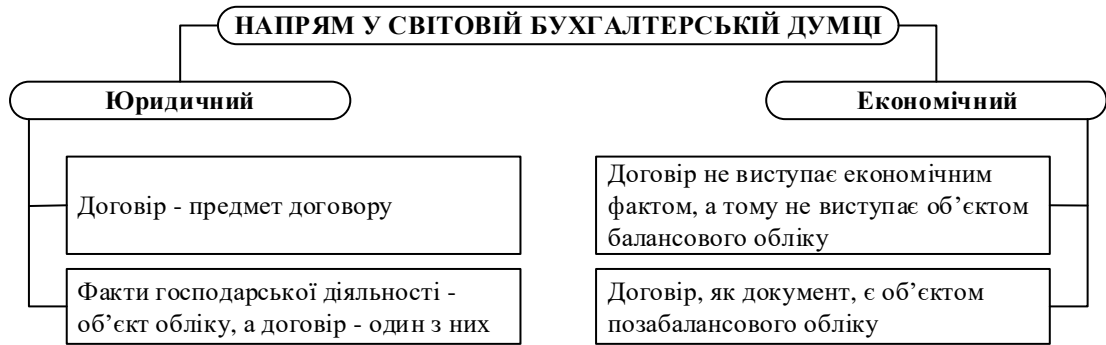 НАПРЯМ У СВІТОВІЙ БУХГАЛТЕРСЬКІЙ ДУМЦІ
Юридичний
Економічний
Договір - предмет договору
Договір не виступає економічним
фактом, а тому не виступає об’єктом
балансового обліку
Факти господарської діяльності -
об’єкт обліку, а договір - один з них
Договір, як документ, є об’єктом
позабалансового обліку